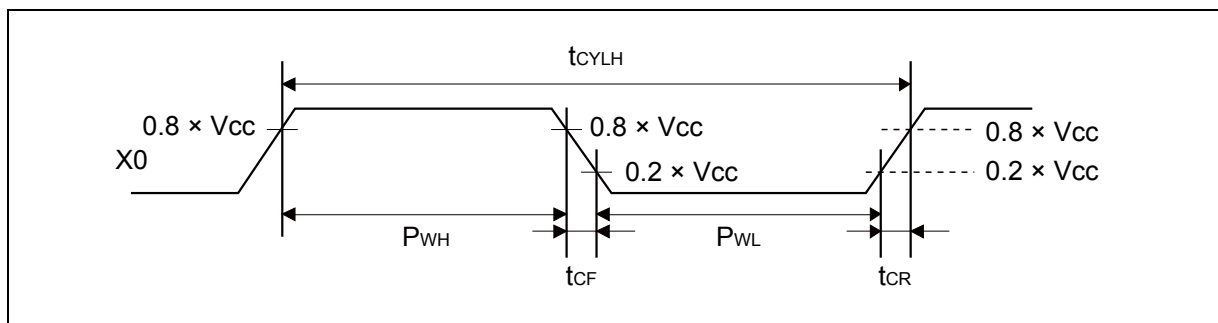 tCYLH
0.8 × Vcc
0.8 × Vcc
0.8 × Vcc
X0
0.2 × Vcc
0.2 × Vcc
PWH
PWL
tCF
tCR